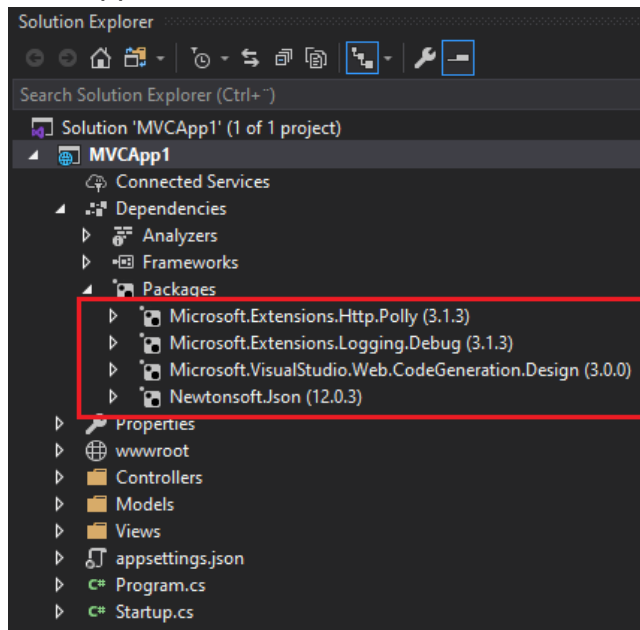 Solution Explorer
Search Solution Explorer (Ctrl+¨)
Solution 'MVCApp1' (1 of 1 project)
MVCApp1
Connected Services
Dependencies
Analyzers
Frameworks
Packages
Microsoft.Extensions.Http.Polly (3.1.3)
Microsoft.Extensions.Logging.Debug (3.1.3)
Microsoft.VisualStudio.Web.CodeGeneration.Design (3.0.0)
Newtonsoft.Json (12.0.3)
Properties
wwwroot
Controllers
Models
Views
appsettings.json
C# Program.cs
C# Startup.cs